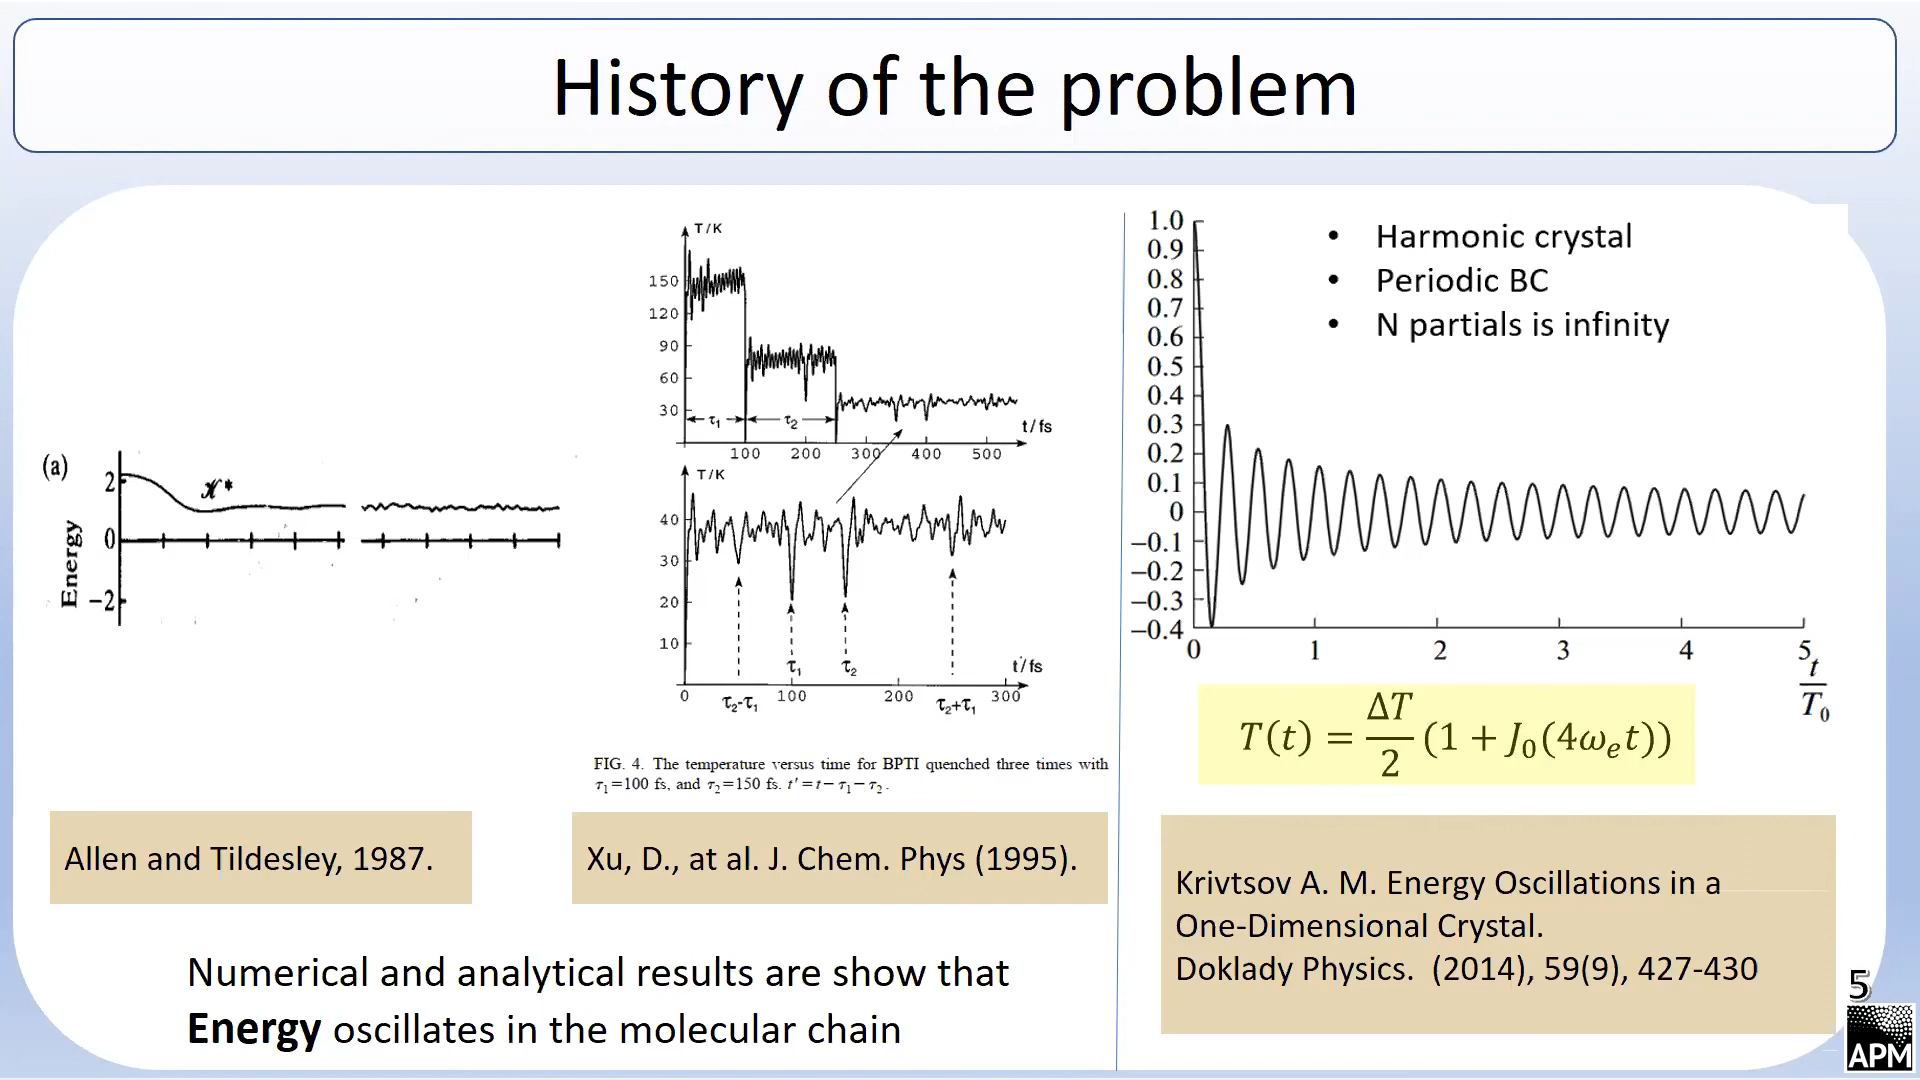 History of the problem
(a)
2
ℋ*
0
Energy
−2
T/K
150
120
90
60
30
τ₁
τ₂
t/fs
100
200
300
400
500
T/K
40
30
20
10
τ₁
τ₂
t'/fs
0
100
200
300
τ₂-τ₁
τ₂+τ₁
FIG. 4. The temperature versus time for BPTI quenched three times with
τ₁=100 fs, and τ₂=150 fs. t′=t−τ₁−τ₂.
1.0
0.9
0.8
0.7
0.6
0.5
0.4
0.3
0.2
0.1
0
−0.1
−0.2
−0.3
−0.4
0
1
2
3
4
5
t
T₀
• Harmonic crystal
• Periodic BC
• N partials is infinity
T(t) = ΔT/2 (1 + J₀(4ωₑt))
Allen and Tildesley, 1987.
Xu, D., at al. J. Chem. Phys (1995).
Krivtsov A. M. Energy Oscillations in a
One-Dimensional Crystal.
Doklady Physics. (2014), 59(9), 427-430
Numerical and analytical results are show that
Energy oscillates in the molecular chain
5
APM